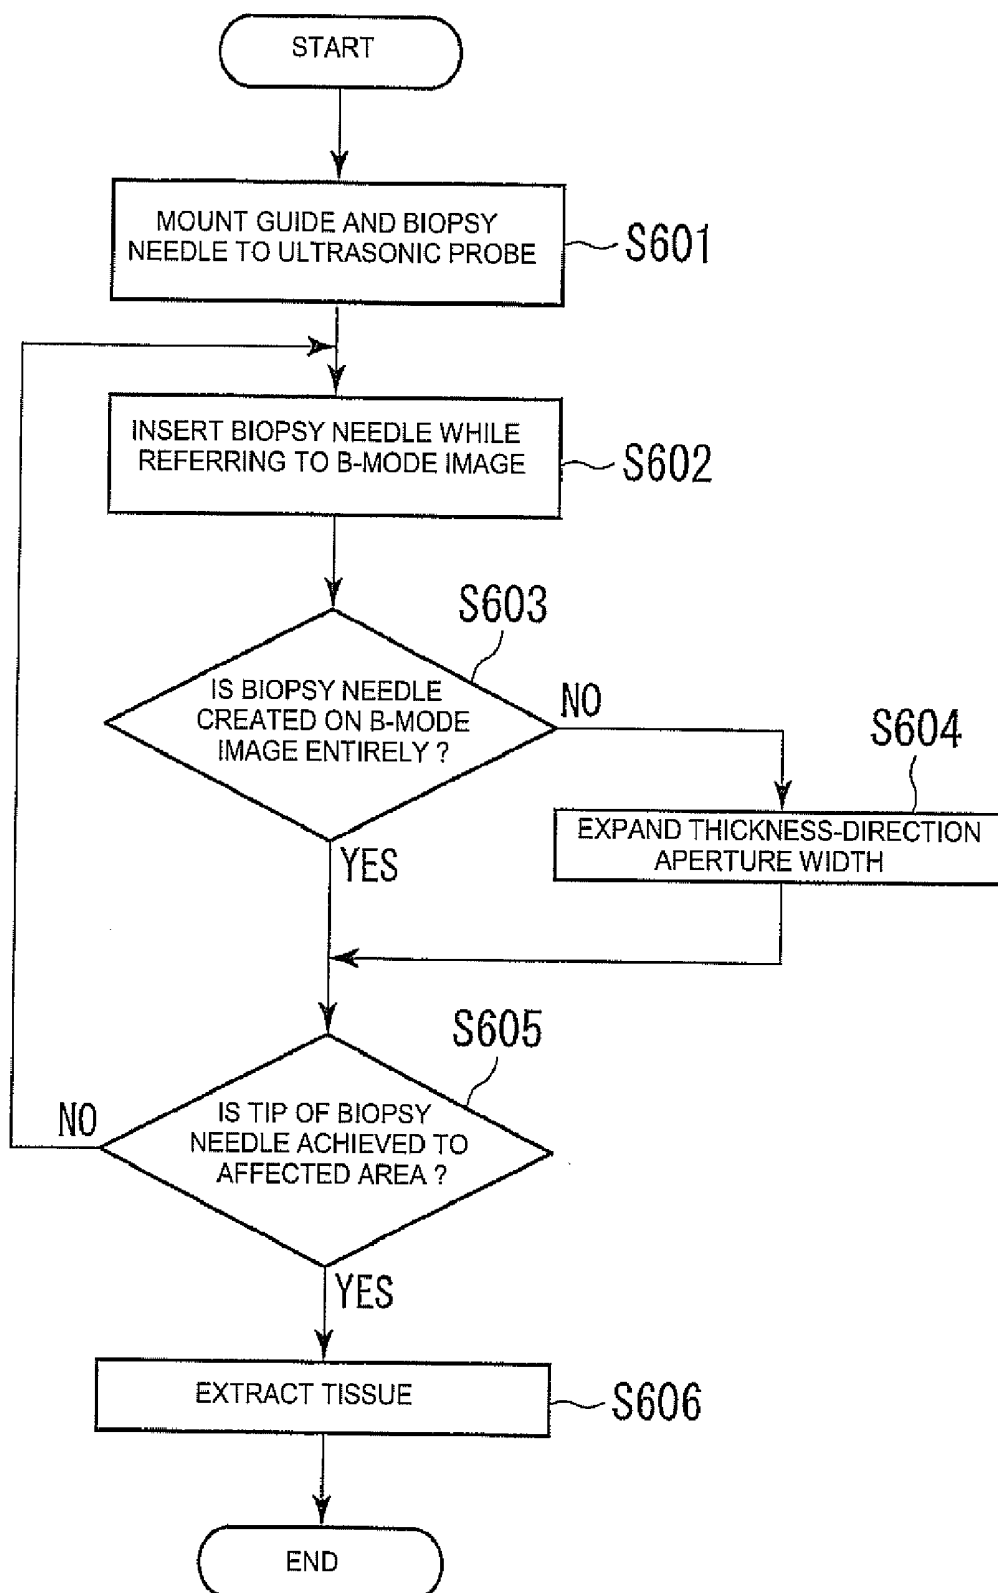 START
MOUNT GUIDE AND BIOPSY
NEEDLE TO ULTRASONIC PROBE
S601
INSERT BIOPSY NEEDLE WHILE
REFERRING TO B-MODE IMAGE
S602
S603
IS BIOPSY NEEDLE
CREATED ON B-MODE
IMAGE ENTIRELY ?
NO
S604
EXPAND THICKNESS-DIRECTION
APERTURE WIDTH
YES
S605
IS TIP OF BIOPSY
NEEDLE ACHIEVED TO
AFFECTED AREA ?
NO
YES
EXTRACT TISSUE
S606
END